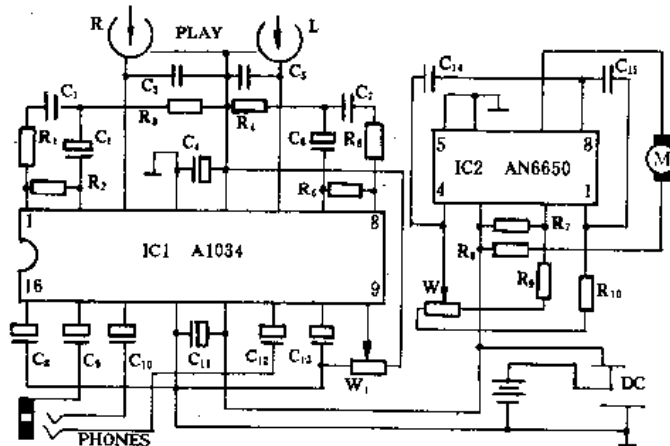 R PLAY L
C₃ C₅
C₁ C₇ C₁₄ C₁₅
R₃ R₄
R₁ R₅
C₄ C₆
R₂ R₆
5 8
IC2 AN6650
4 1
M
1 8
IC1 A1034
16 9
R₇
R₈
R₉ R₁₀
W
C₈ C₉ C₁₀ C₁₁ C₁₂ C₁₃
W₁
DC
PHONES